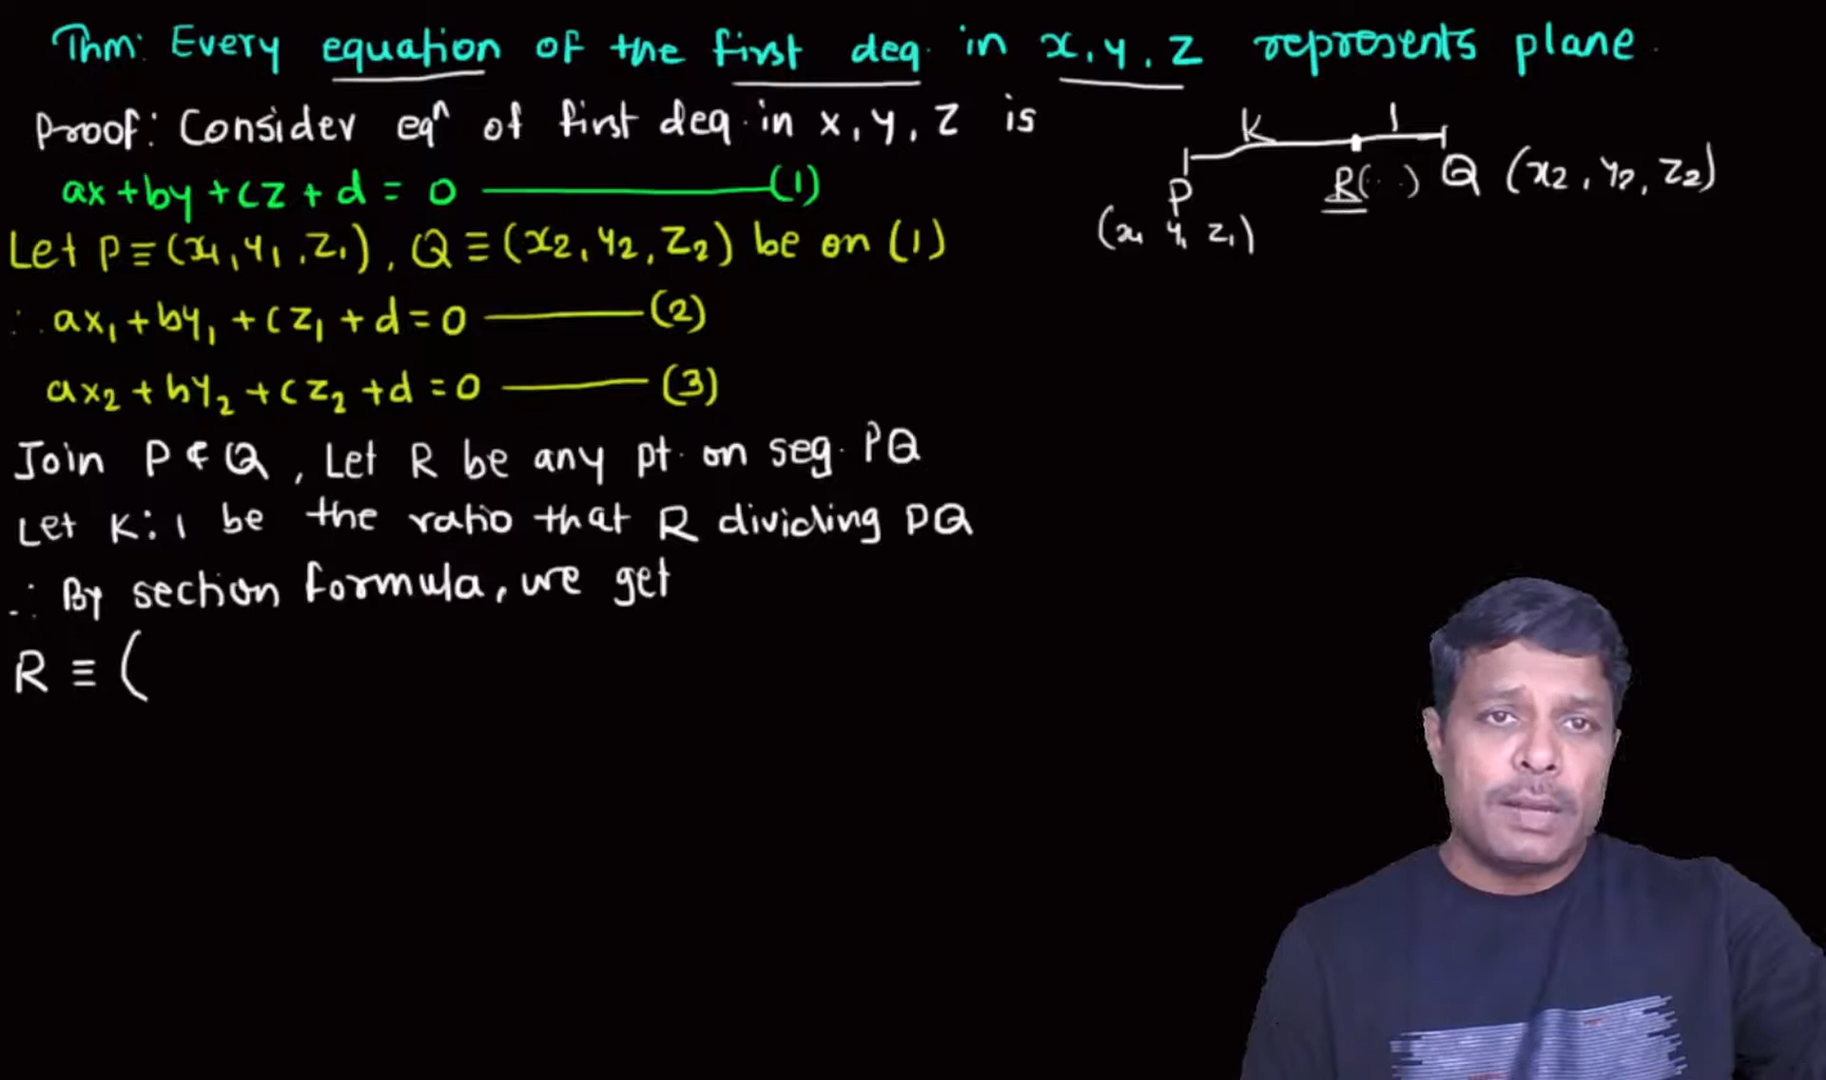 Thm: Every equation of the first deg. in x, y, z represents plane.
Proof: Consider eqⁿ of first deg. in x, y, z is
ax + by + cz + d = 0 ——— (1)
Let P ≡ (x₁, y₁, z₁), Q ≡ (x₂, y₂, z₂) be on (1)
∴ ax₁ + by₁ + cz₁ + d = 0 ——— (2)
ax₂ + by₂ + cz₂ + d = 0 ——— (3)
Join P & Q, Let R be any pt. on seg. PQ
Let K:1 be the ratio that R dividing PQ
∴ By section formula, we get
R ≡ (
K 1
P R(..) Q (x₂, y₂, z₂)
(x₁ y₁ z₁)